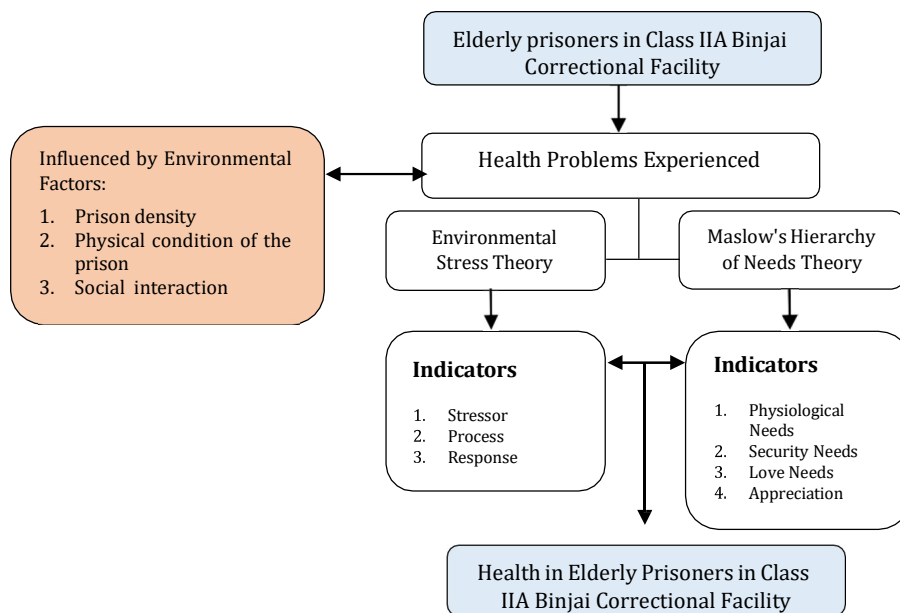 Elderly prisoners in Class IIA Binjai
Correctional Facility
Influenced by Environmental
Factors:
1. Prison density
2. Physical condition of the
prison
3. Social interaction
Health Problems Experienced
Environmental
Stress Theory
Maslow's Hierarchy
of Needs Theory
Indicators
1. Stressor
2. Process
3. Response
Indicators
1. Physiological
Needs
2. Security Needs
3. Love Needs
4. Appreciation
Health in Elderly Prisoners in Class
IIA Binjai Correctional Facility